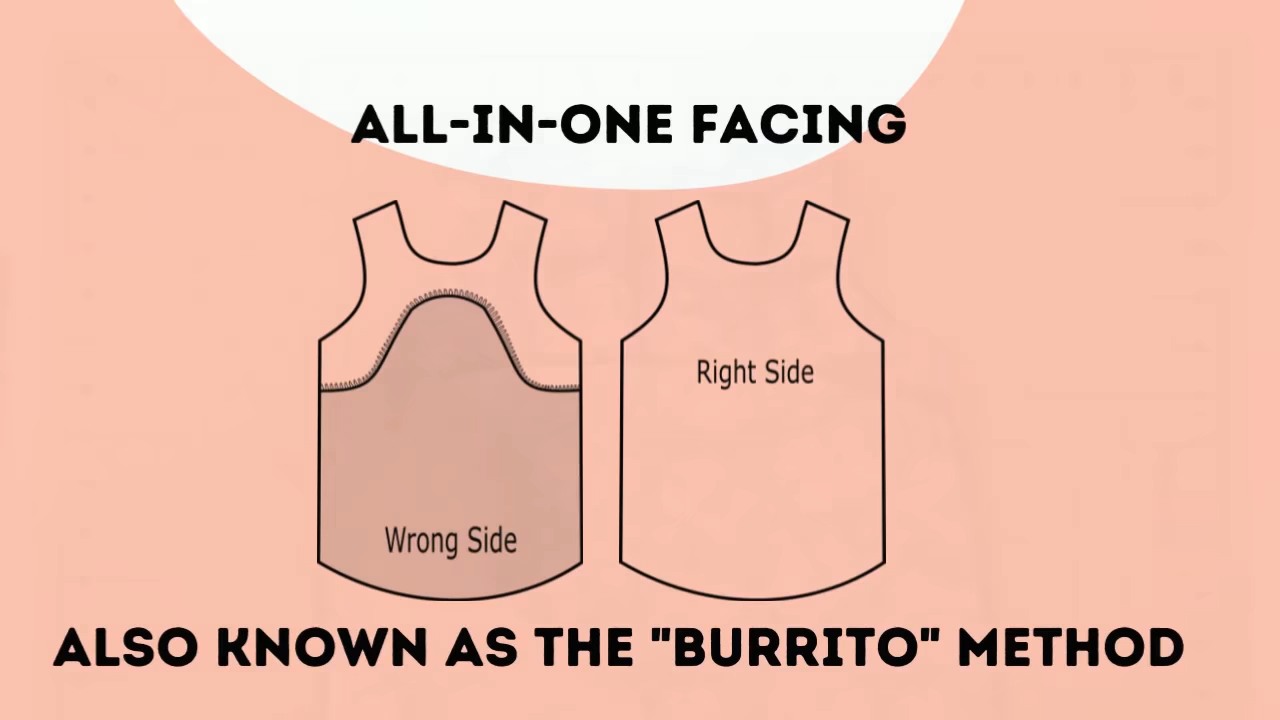 ALL-IN-ONE FACING
Right Side
Wrong Side
ALSO KNOWN AS THE "BURRITO" METHOD